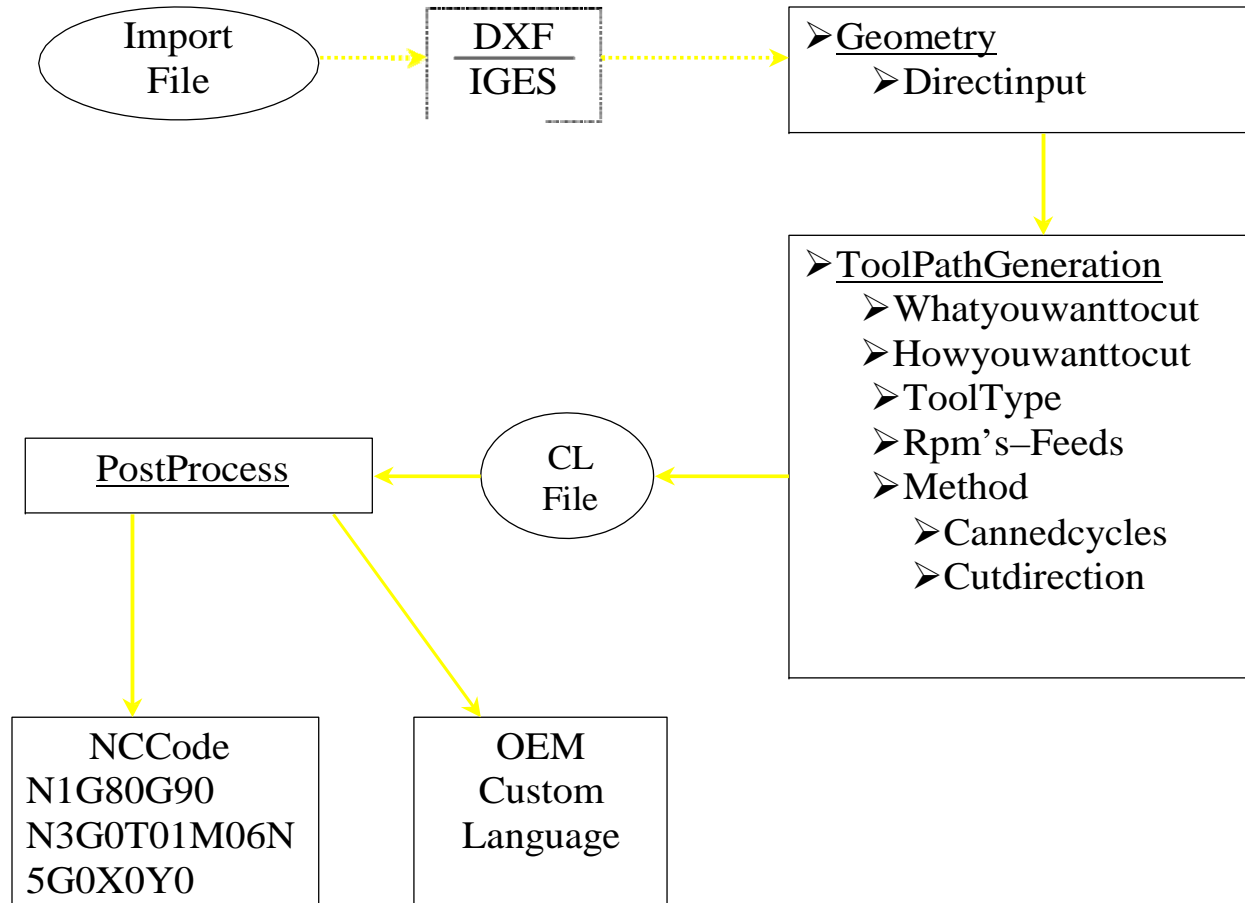 Import
File
DXF
IGES
➢Geometry
➢Directinput
➢ToolPathGeneration
➢Whatyouwanttocut
➢Howyouwanttocut
➢ToolType
➢Rpm’s–Feeds
➢Method
➢Cannedcycles
➢Cutdirection
CL
File
PostProcess
NCCode
N1G80G90
N3G0T01M06N
5G0X0Y0
OEM
Custom
Language